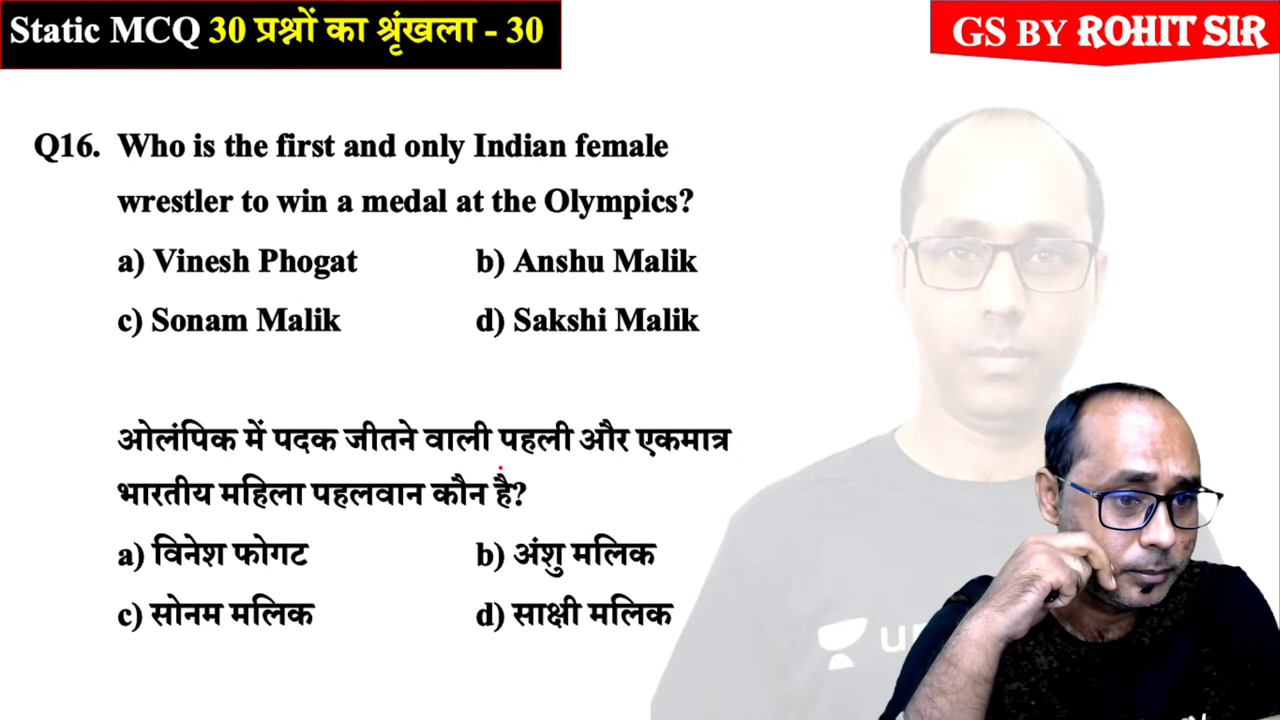 Static MCQ 30 प्रश्नों का श्रृंखला - 30
GS BY ROHIT SIR
Q16. Who is the first and only Indian female
wrestler to win a medal at the Olympics?
a) Vinesh Phogat b) Anshu Malik
c) Sonam Malik d) Sakshi Malik
ओलंपिक में पदक जीतने वाली पहली और एकमात्र
भारतीय महिला पहलवान कौन है?
a) विनेश फोगट b) अंशु मलिक
c) सोनम मलिक d) साक्षी मलिक